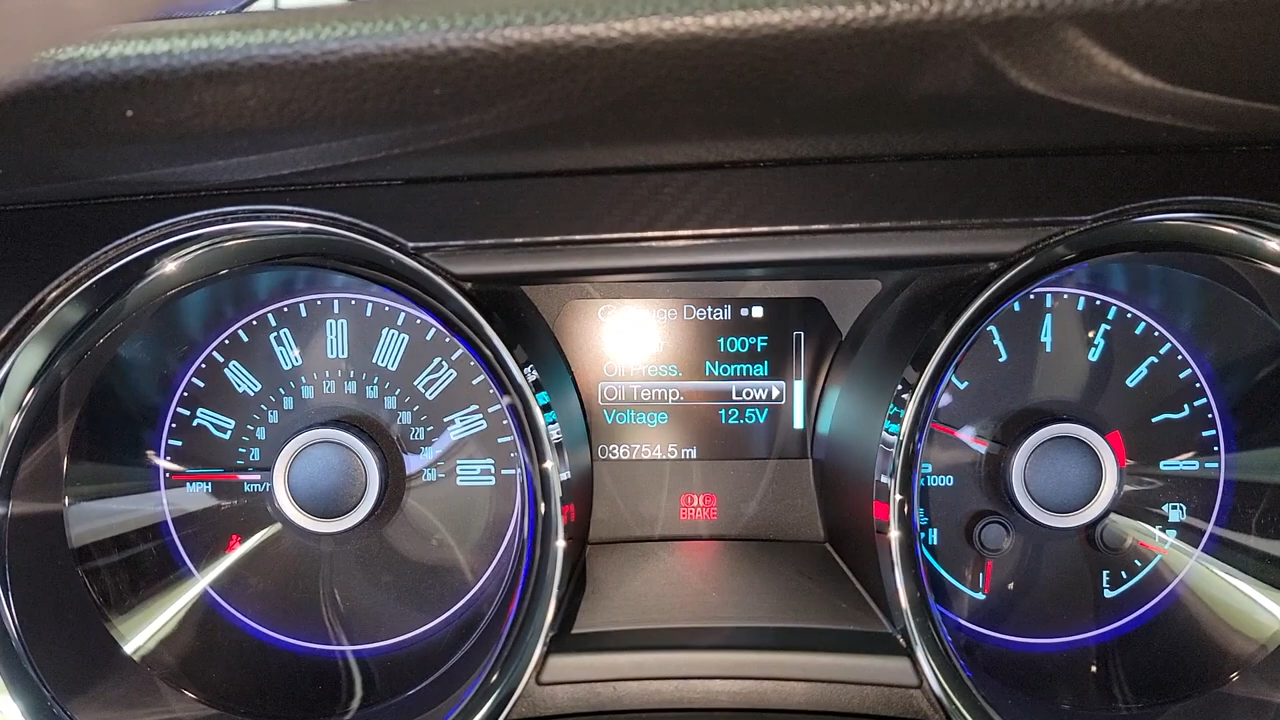 Gauge Detail
100°F
Oil Press. Normal
Oil Temp. Low
Voltage 12.5V
036754.5 mi
BRAKE
20 40 60 80 100 120 140 160
20 40 60 80 100 120 140 160 180 200 220 240 260
MPH km/h
2 3 4 5 6 7 8
x1000
H
F
E